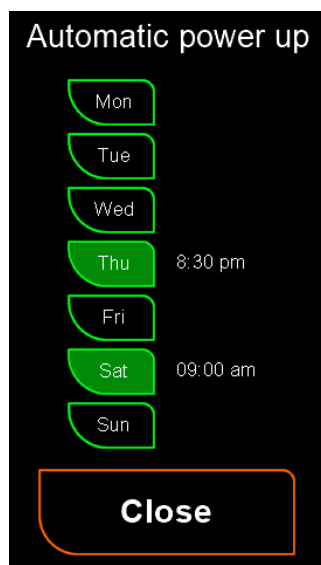 Automatic power up
Mon
Tue
Wed
Thu 8:30 pm
Fri
Sat 09:00 am
Sun
Close